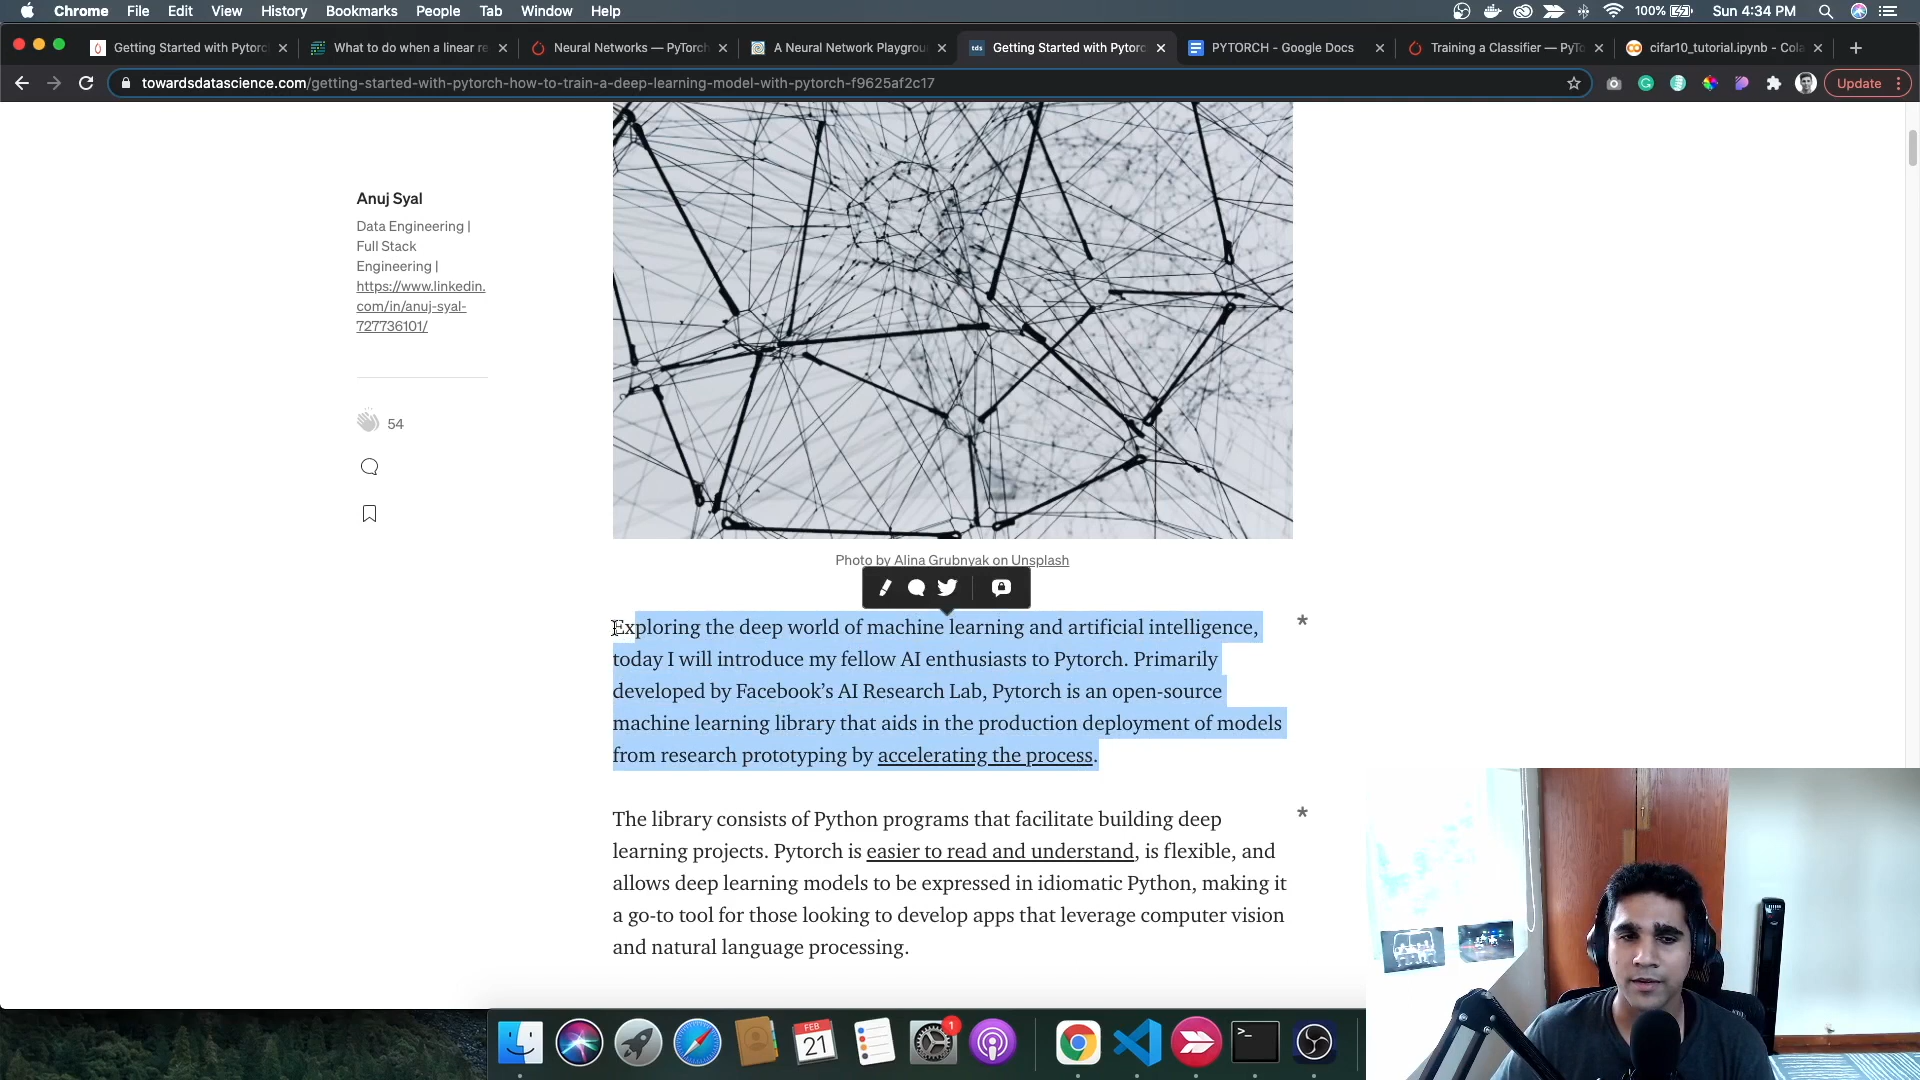 Chrome File Edit View History Bookmarks People Tab Window Help
100% Sun 4:34 PM
Getting Started with Pytorc
What to do when a linear re
Neural Networks — PyTorch
A Neural Network Playgrou
tds Getting Started with Pytorc
PYTORCH - Google Docs
Training a Classifier — PyTo
cifar10_tutorial.ipynb - Cola
towardsdatascience.com/getting-started-with-pytorch-how-to-train-a-deep-learning-model-with-pytorch-f9625af2c17
Update
Anuj Syal
Data Engineering |
Full Stack
Engineering |
https://www.linkedin.
com/in/anuj-syal-
727736101/
54
Photo by Alina Grubnyak on Unsplash
Exploring the deep world of machine learning and artificial intelligence,
today I will introduce my fellow AI enthusiasts to Pytorch. Primarily
developed by Facebook’s AI Research Lab, Pytorch is an open-source
machine learning library that aids in the production deployment of models
from research prototyping by accelerating the process.
*
The library consists of Python programs that facilitate building deep
learning projects. Pytorch is easier to read and understand, is flexible, and
allows deep learning models to be expressed in idiomatic Python, making it
a go-to tool for those looking to develop apps that leverage computer vision
and natural language processing.
*
FEB
21
1
>_